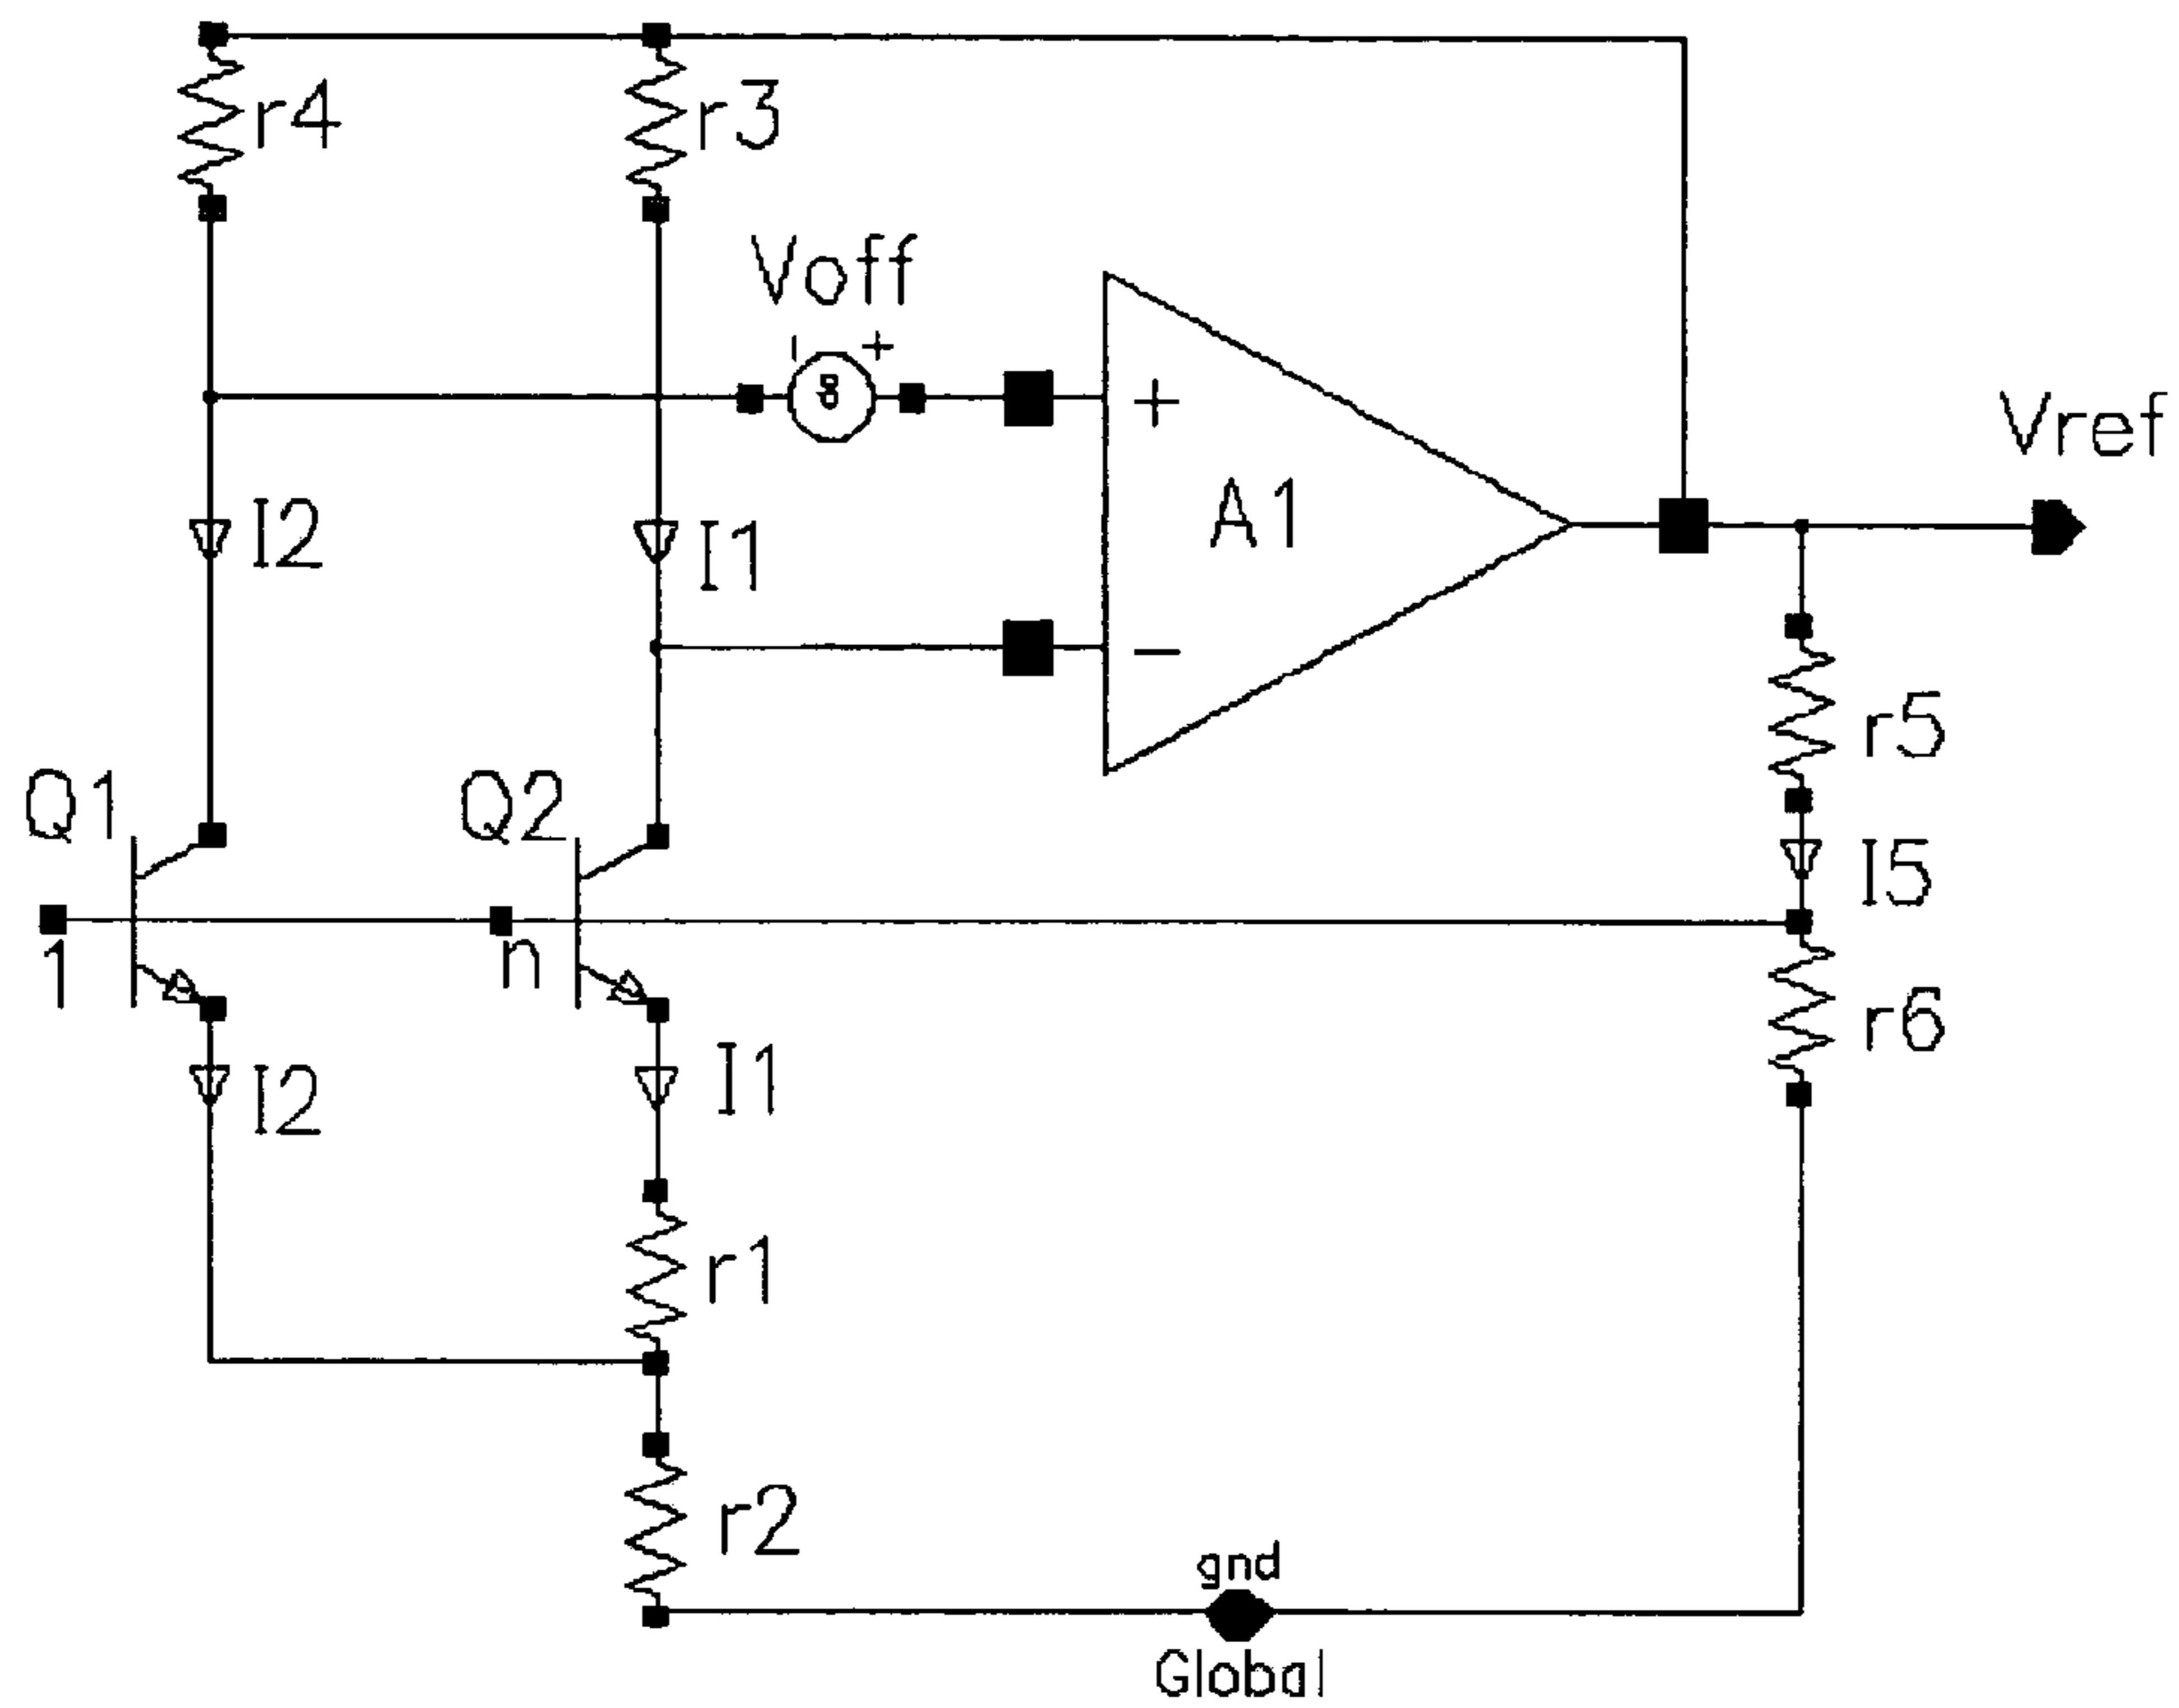 r4
r3
Voff
- +
+
A1
Vref
I2
I1
−
r5
Q1
Q2
I5
1
n
r6
I2
I1
r1
r2
gnd
Global